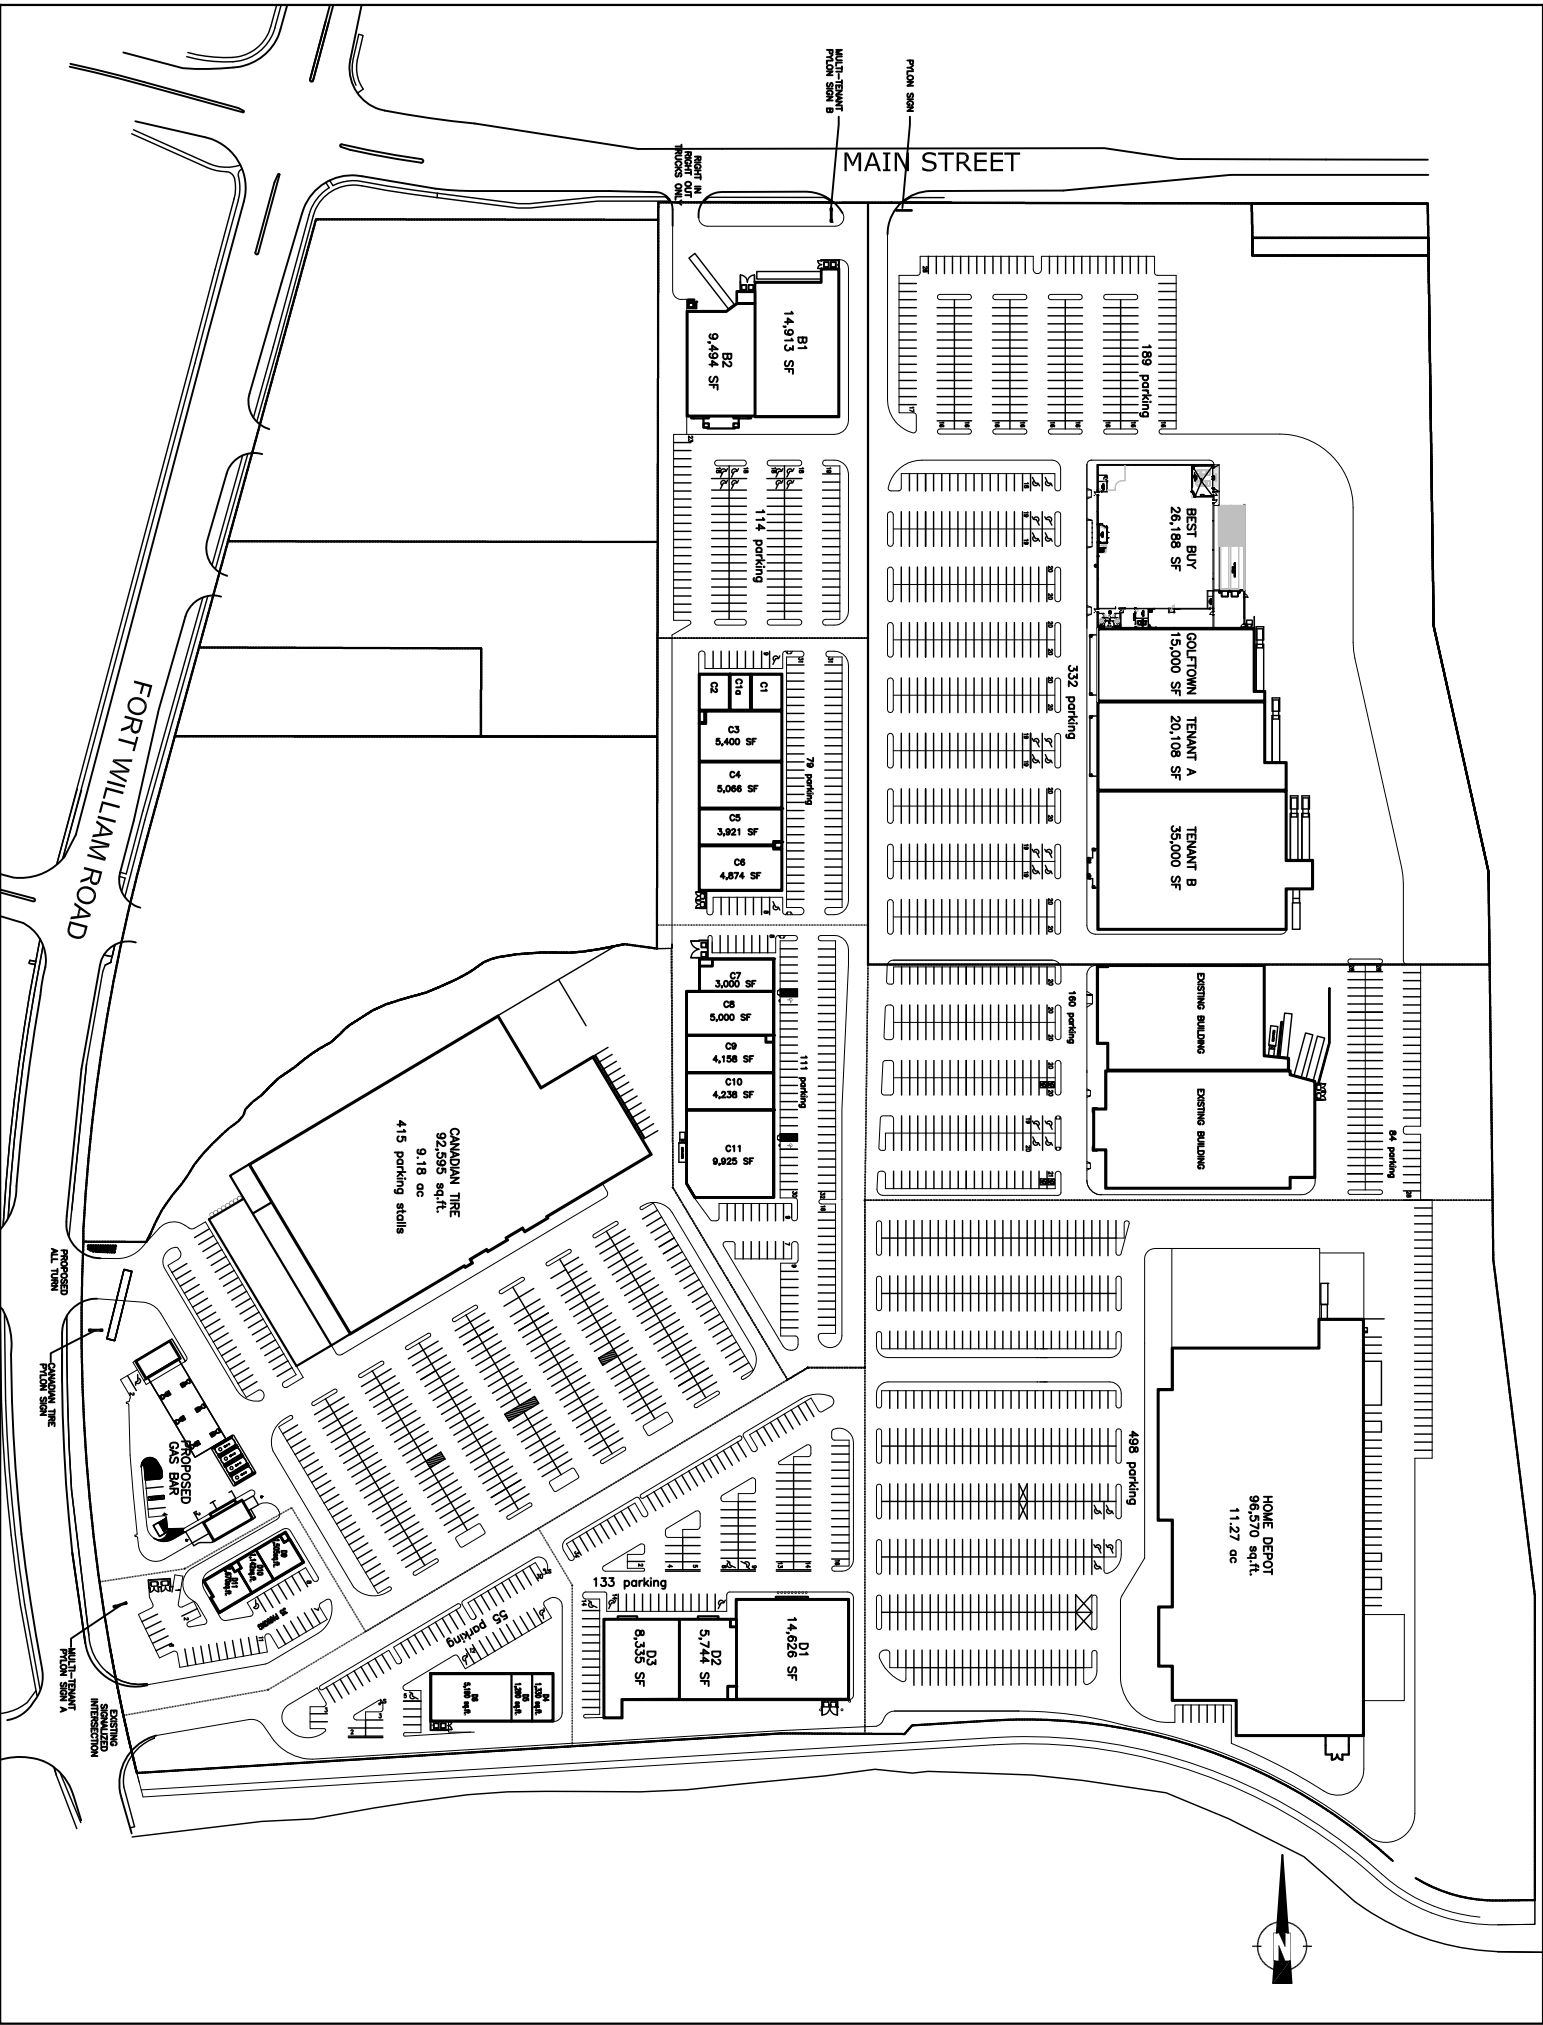 MAIN STREET
FORT WILLIAM ROAD
PYLON SIGN
MULTI-TENANT
PYLON SIGN B
RIGHT IN
RIGHT OUT
TRUCKS ONLY
189 parking
B1
14,913 SF
B2
9,494 SF
114 parking
BEST BUY
26,188 SF
GOLFTOWN
15,000 SF
TENANT A
20,108 SF
TENANT B
35,000 SF
332 parking
C1
C1a
C2
C3
5,400 SF
C4
5,066 SF
C5
3,921 SF
C6
4,874 SF
79 parking
C7
3,000 SF
C8
5,000 SF
C9
4,158 SF
C10
4,238 SF
C11
9,925 SF
111 parking
160 parking
EXISTING BUILDING
EXISTING BUILDING
84 parking
CANADIAN TIRE
92,595 sq.ft.
9.18 ac
415 parking stalls
HOME DEPOT
96,570 sq.ft.
11.27 ac
498 parking
PROPOSED
ALL TURN
CANADIAN TIRE
PYLON SIGN
PROPOSED
GAS BAR
D9
D10
D11
MULTI-TENANT
PYLON SIGN A
EXISTING
SIGNALIZED
INTERSECTION
133 parking
55 parking
D1
14,626 SF
D2
5,744 SF
D3
8,335 SF
D4
D5
D6
N